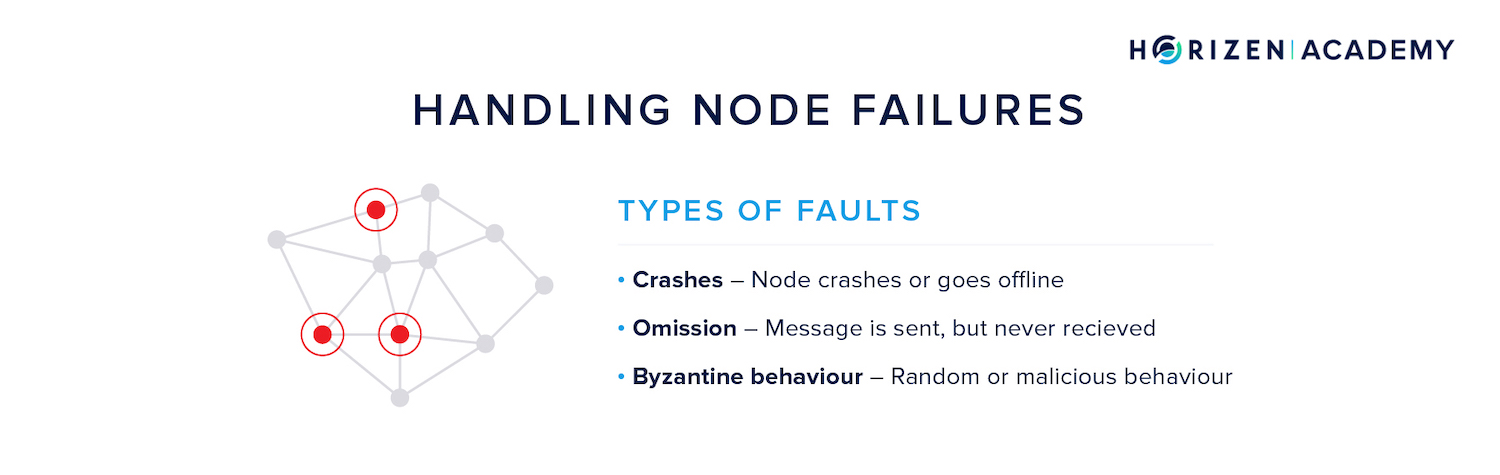 HORIZEN | ACADEMY
HANDLING NODE FAILURES
TYPES OF FAULTS
• Crashes – Node crashes or goes offline
• Omission – Message is sent, but never recieved
• Byzantine behaviour – Random or malicious behaviour